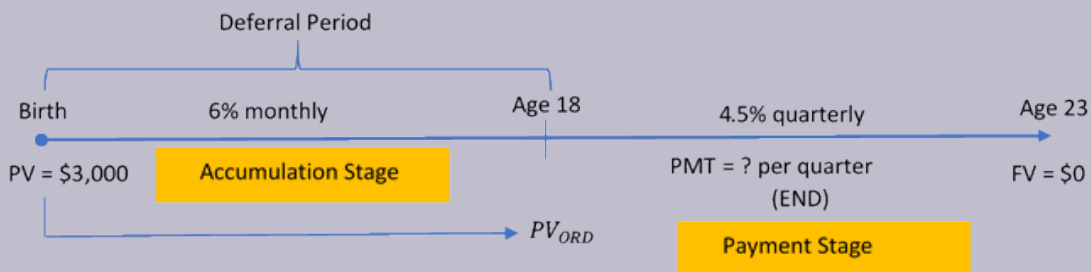 Deferral Period
Birth
6% monthly
Age 18
4.5% quarterly
Age 23
PV = $3,000
Accumulation Stage
PMT = ? per quarter
(END)
FV = $0
PV_ORD
Payment Stage